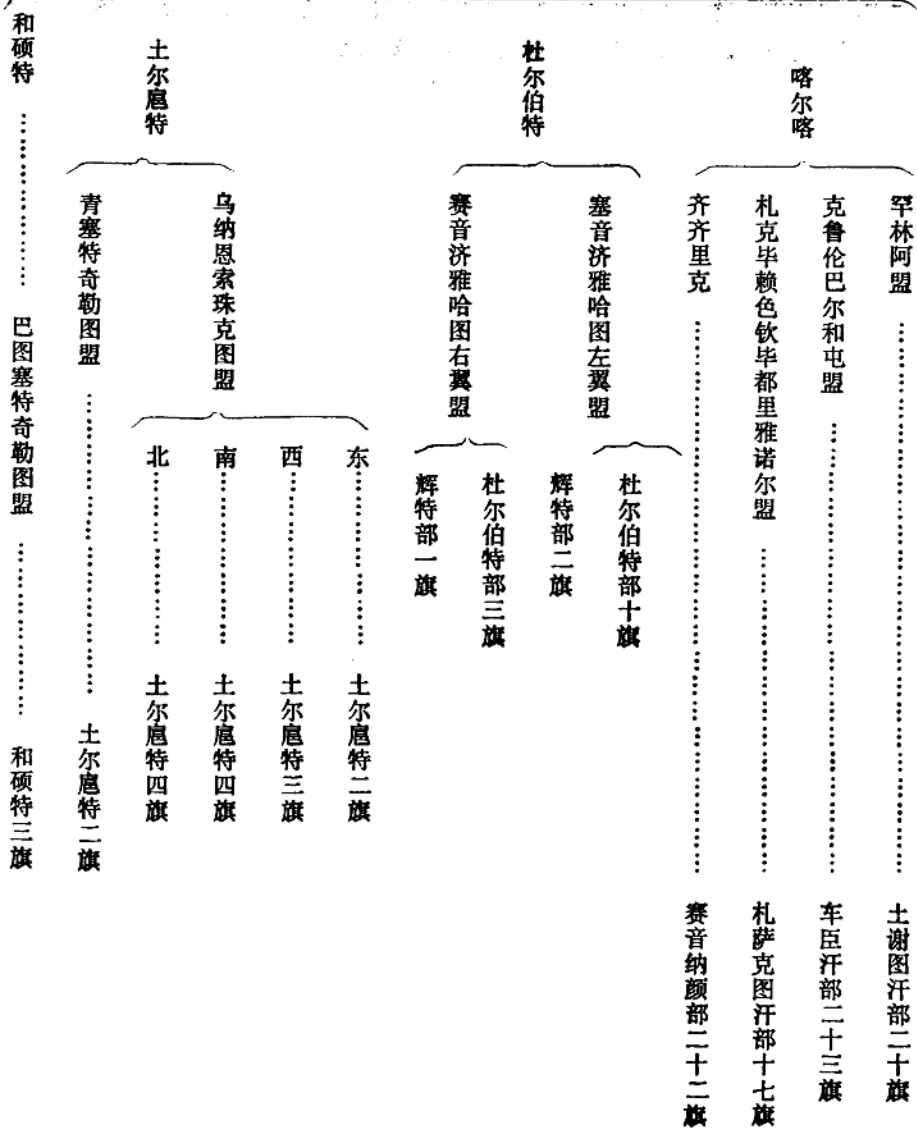 喀尔喀
罕林阿盟……土谢图汗部二十旗
克鲁伦巴尔和屯盟……车臣汗部二十三旗
札克毕赖色钦毕都里雅诺尔盟……札萨克图汗部十七旗
齐齐里克……赛音纳颜部二十二旗
杜尔伯特
塞音济雅哈图左翼盟
杜尔伯特部十旗
辉特部二旗
赛音济雅哈图右翼盟
杜尔伯特部三旗
辉特部一旗
土尔扈特
乌纳恩素珠克图盟
东……土尔扈特二旗
西……土尔扈特三旗
南……土尔扈特四旗
北……土尔扈特四旗
青塞特奇勒图盟……土尔扈特二旗
和硕特……巴图塞特奇勒图盟……和硕特三旗